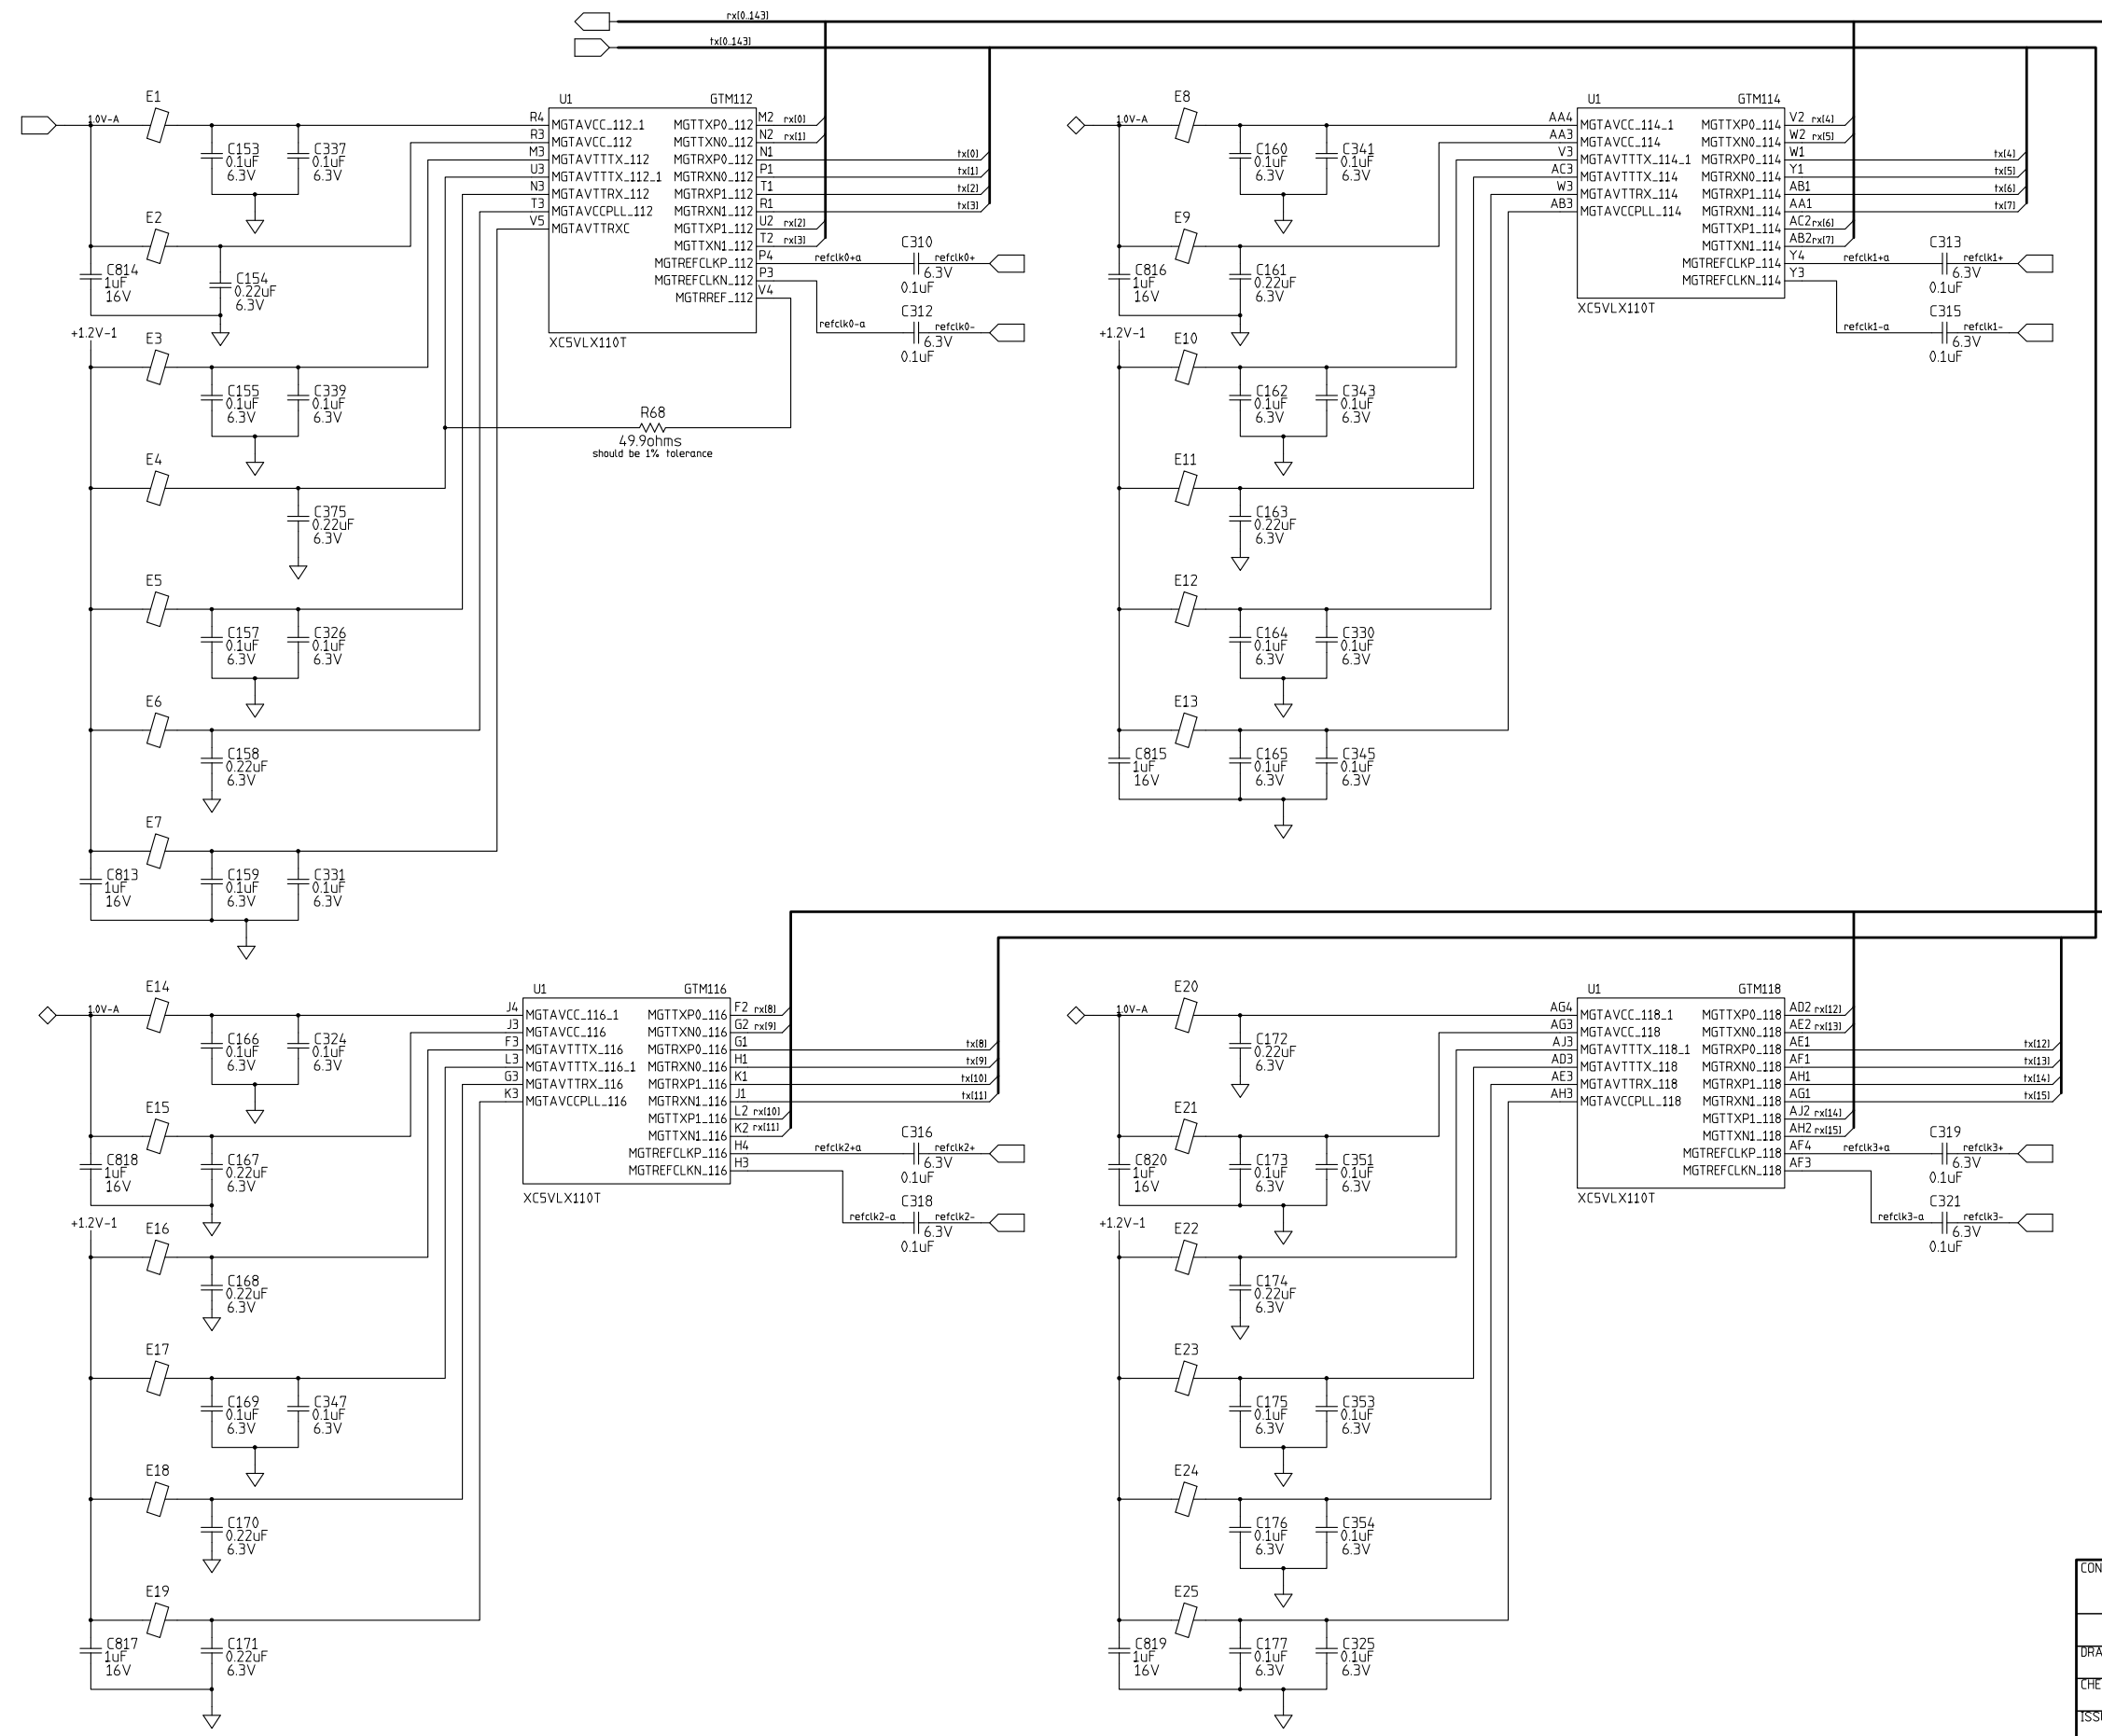 rx[0..143]
tx[0..143]
E1
1.0V-A
C153
0.1uF
6.3V
C337
0.1uF
6.3V
E2
C814
1uF
16V
C154
0.22uF
6.3V
+1.2V-1
E3
C155
0.1uF
6.3V
C339
0.1uF
6.3V
E4
C375
0.22uF
6.3V
E5
C157
0.1uF
6.3V
C326
0.1uF
6.3V
E6
C158
0.22uF
6.3V
E7
C813
1uF
16V
C159
0.1uF
6.3V
C331
0.1uF
6.3V
U1 GTM112
R4 MGTAVCC_112_1 MGTTXP0_112 M2 rx[0]
R3 MGTAVCC_112 MGTTXN0_112 N2 rx[1]
M3 MGTAVTTTX_112 MGTRXP0_112 N1 tx[0]
U3 MGTAVTTTX_112_1 MGTRXN0_112 P1 tx[1]
N3 MGTAVTTRX_112 MGTRXP1_112 T1 tx[2]
T3 MGTAVCCPLL_112 MGTRXN1_112 R1 tx[3]
V5 MGTAVTTRXC MGTTXP1_112 U2 rx[2]
MGTTXN1_112 T2 rx[3]
MGTREFCLKP_112 P4 refclk0+a
MGTREFCLKN_112 P3
MGTRREF_112 V4
XC5VLX110T
C310
refclk0+
6.3V
0.1uF
C312
refclk0-a
refclk0-
6.3V
0.1uF
R68
49.9ohms
should be 1% tolerance
E8
1.0V-A
C160
0.1uF
6.3V
C341
0.1uF
6.3V
E9
C816
1uF
16V
C161
0.22uF
6.3V
+1.2V-1
E10
C162
0.1uF
6.3V
C343
0.1uF
6.3V
E11
C163
0.22uF
6.3V
E12
C164
0.1uF
6.3V
C330
0.1uF
6.3V
E13
C815
1uF
16V
C165
0.1uF
6.3V
C345
0.1uF
6.3V
U1 GTM114
AA4 MGTAVCC_114_1 MGTTXP0_114 V2 rx[4]
AA3 MGTAVCC_114 MGTTXN0_114 W2 rx[5]
V3 MGTAVTTTX_114_1 MGTRXP0_114 W1 tx[4]
AC3 MGTAVTTTX_114 MGTRXN0_114 Y1 tx[5]
W3 MGTAVTTRX_114 MGTRXP1_114 AB1 tx[6]
AB3 MGTAVCCPLL_114 MGTRXN1_114 AA1 tx[7]
MGTTXP1_114 AC2 rx[6]
MGTTXN1_114 AB2 rx[7]
MGTREFCLKP_114 Y4 refclk1+a
MGTREFCLKN_114 Y3
XC5VLX110T
C313
refclk1+
6.3V
0.1uF
C315
refclk1-a
refclk1-
6.3V
0.1uF
E14
1.0V-A
C166
0.1uF
6.3V
C324
0.1uF
6.3V
E15
C818
1uF
16V
C167
0.22uF
6.3V
+1.2V-1
E16
C168
0.22uF
6.3V
E17
C169
0.1uF
6.3V
C347
0.1uF
6.3V
E18
C170
0.22uF
6.3V
E19
C817
1uF
16V
C171
0.22uF
6.3V
U1 GTM116
J4 MGTAVCC_116_1 MGTTXP0_116 F2 rx[8]
J3 MGTAVCC_116 MGTTXN0_116 G2 rx[9]
F3 MGTAVTTTX_116 MGTRXP0_116 G1 tx[8]
L3 MGTAVTTTX_116_1 MGTRXN0_116 H1 tx[9]
G3 MGTAVTTRX_116 MGTRXP1_116 K1 tx[10]
K3 MGTAVCCPLL_116 MGTRXN1_116 J1 tx[11]
MGTTXP1_116 L2 rx[10]
MGTTXN1_116 K2 rx[11]
MGTREFCLKP_116 H4 refclk2+a
MGTREFCLKN_116 H3
XC5VLX110T
C316
refclk2+
6.3V
0.1uF
C318
refclk2-a
refclk2-
6.3V
0.1uF
E20
1.0V-A
C172
0.22uF
6.3V
E21
C820
1uF
16V
C173
0.1uF
6.3V
C351
0.1uF
6.3V
+1.2V-1
E22
C174
0.22uF
6.3V
E23
C175
0.1uF
6.3V
C353
0.1uF
6.3V
E24
C176
0.1uF
6.3V
C354
0.1uF
6.3V
E25
C819
1uF
16V
C177
0.1uF
6.3V
C325
0.1uF
6.3V
U1 GTM118
AG4 MGTAVCC_118_1 MGTTXP0_118 AD2 rx[12]
AG3 MGTAVCC_118 MGTTXN0_118 AE2 rx[13]
AJ3 MGTAVTTTX_118_1 MGTRXP0_118 AE1 tx[12]
AD3 MGTAVTTTX_118 MGTRXN0_118 AF1 tx[13]
AE3 MGTAVTTRX_118 MGTRXP1_118 AH1 tx[14]
AH3 MGTAVCCPLL_118 MGTRXN1_118 AG1 tx[15]
MGTTXP1_118 AJ2 rx[14]
MGTTXN1_118 AH2 rx[15]
MGTREFCLKP_118 AF4 refclk3+a
MGTREFCLKN_118 AF3
XC5VLX110T
C319
refclk3+
6.3V
0.1uF
C321
refclk3-a
refclk3-
6.3V
0.1uF
CON
DRA
CHE
ISSU